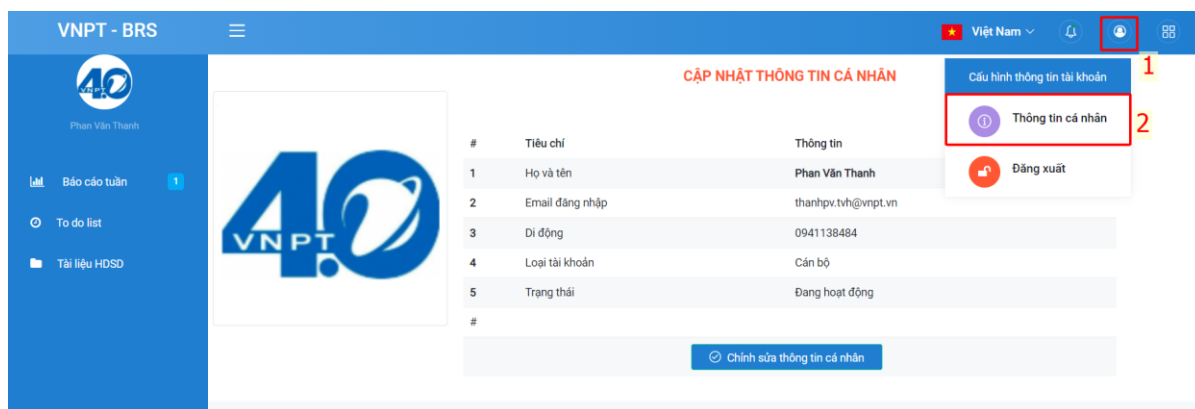 VNPT - BRS
Việt Nam
1
4.0
VNPT
Phan Văn Thanh
CẬP NHẬT THÔNG TIN CÁ NHÂN
Cấu hình thông tin tài khoản
Thông tin cá nhân
2
Đăng xuất
Báo cáo tuần 1
To do list
Tài liệu HDSD
4.0
VNPT
# Tiêu chí Thông tin
1 Họ và tên Phan Văn Thanh
2 Email đăng nhập thanhpv.tvh@vnpt.vn
3 Di động 0941138484
4 Loại tài khoản Cán bộ
5 Trạng thái Đang hoạt động
#
Chỉnh sửa thông tin cá nhân